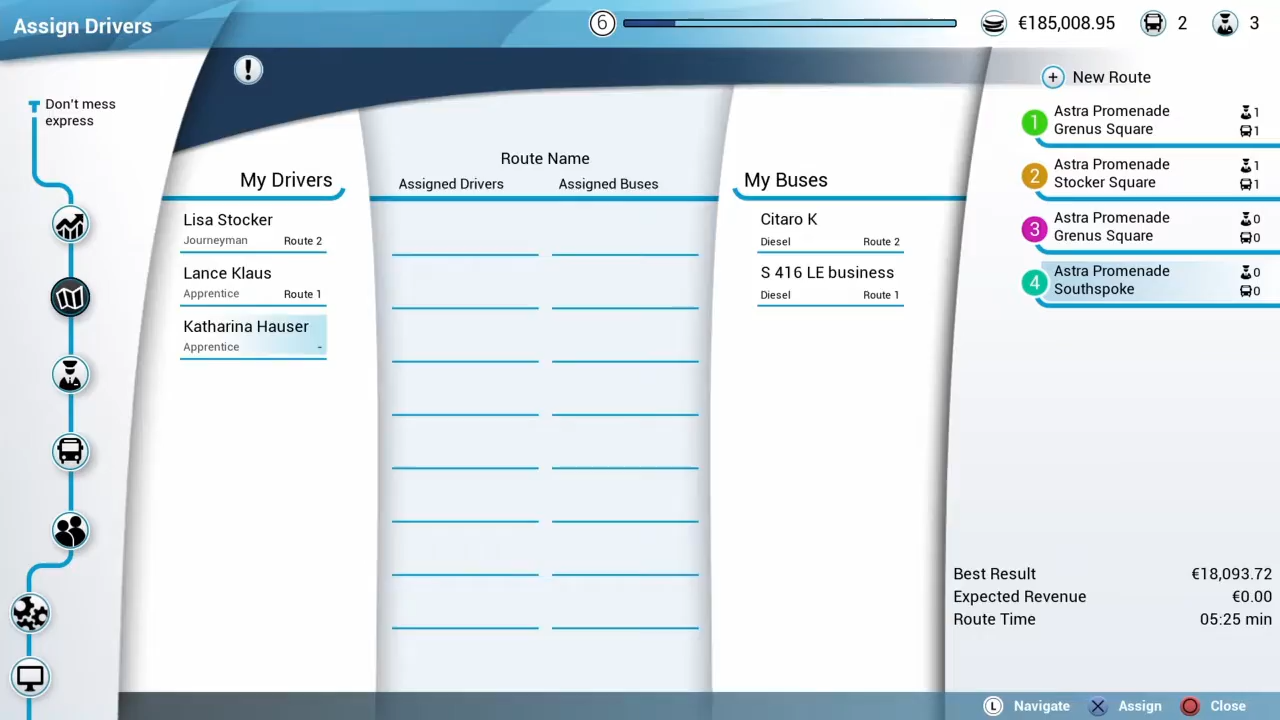 Assign Drivers
6
€185,008.95
2
3
Don't mess
express
!
Route Name
Assigned Drivers
Assigned Buses
My Drivers
Lisa Stocker
Journeyman
Route 2
Lance Klaus
Apprentice
Route 1
Katharina Hauser
Apprentice
-
My Buses
Citaro K
Diesel
Route 2
S 416 LE business
Diesel
Route 1
+ New Route
1
Astra Promenade
1
Grenus Square
1
2
Astra Promenade
1
Stocker Square
1
3
Astra Promenade
0
Grenus Square
0
4
Astra Promenade
0
Southspoke
0
Best Result €18,093.72
Expected Revenue €0.00
Route Time 05:25 min
L Navigate X Assign Close